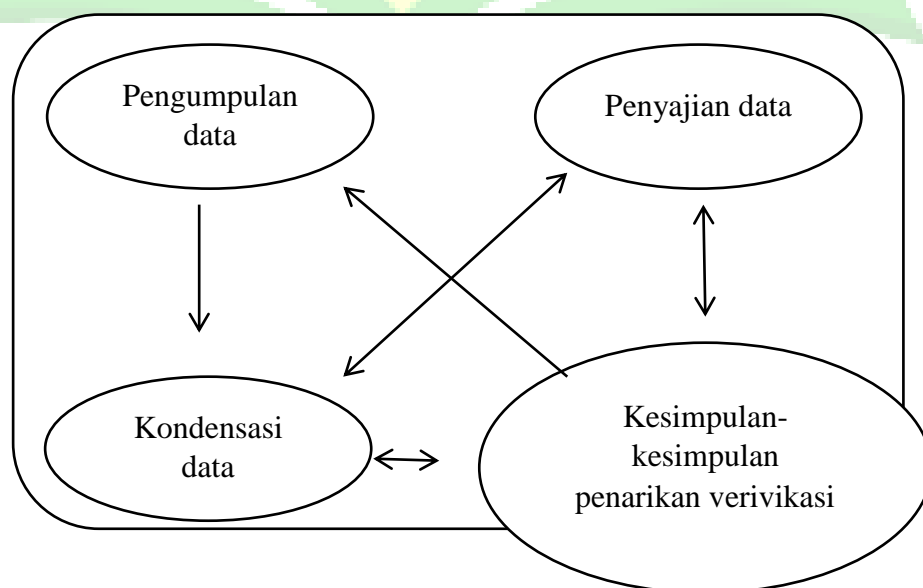 Pengumpulan
data
Penyajian data
Kondensasi
data
Kesimpulan-
kesimpulan
penarikan verivikasi